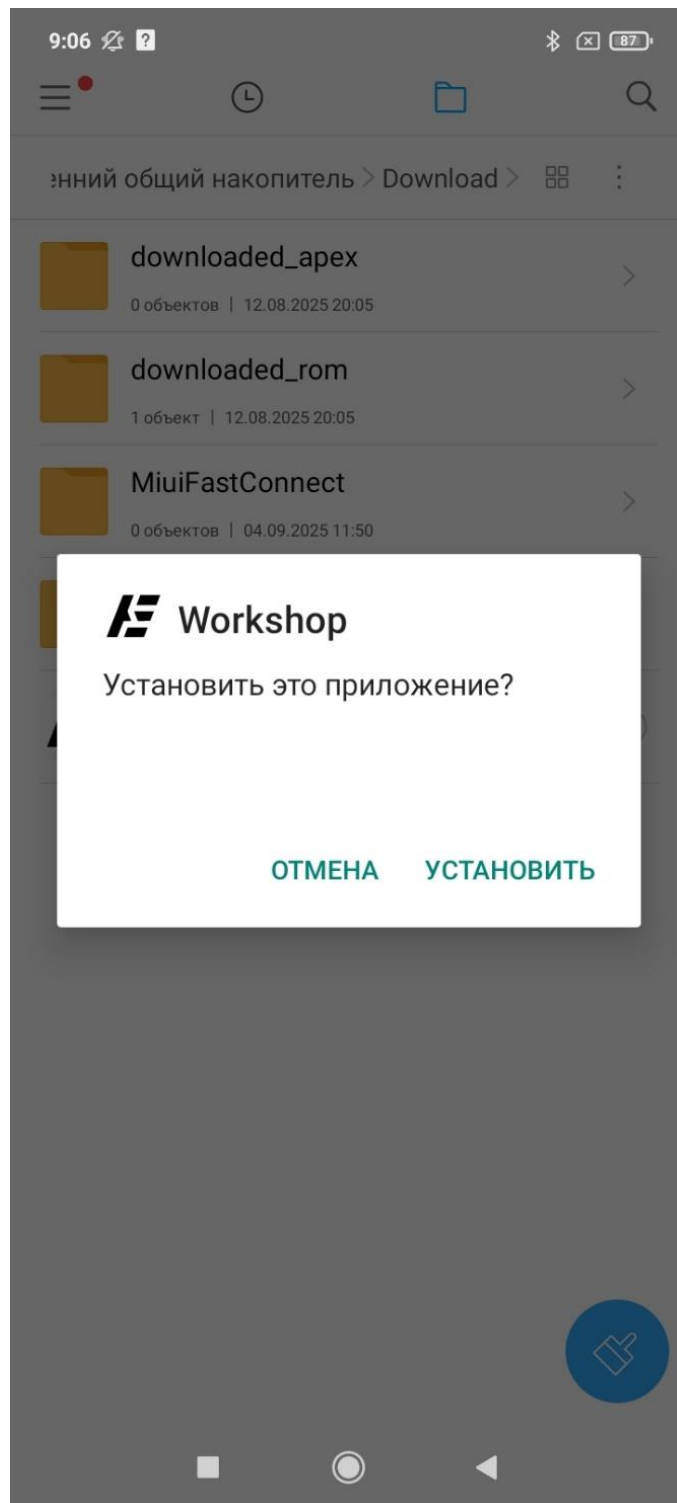 9:06
87
енний общий накопитель > Download >
downloaded_apex
0 объектов | 12.08.2025 20:05
downloaded_rom
1 объект | 12.08.2025 20:05
MiuiFastConnect
0 объектов | 04.09.2025 11:50
Workshop
Установить это приложение?
ОТМЕНА УСТАНОВИТЬ